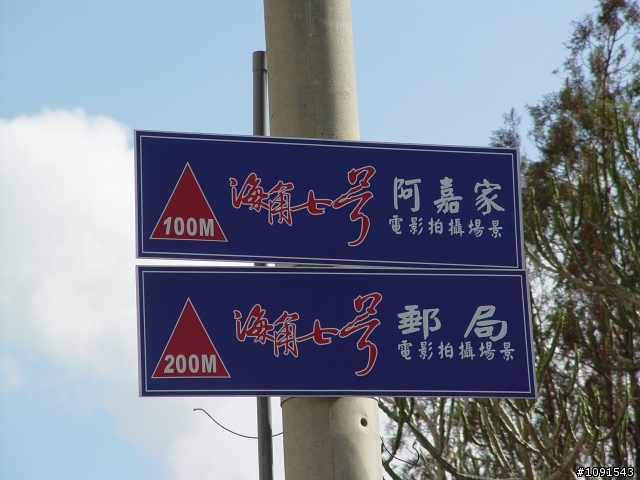 100M 海角七号 阿嘉家
電影拍攝場景
200M 海角七号 郵局
電影拍攝場景
#1091543